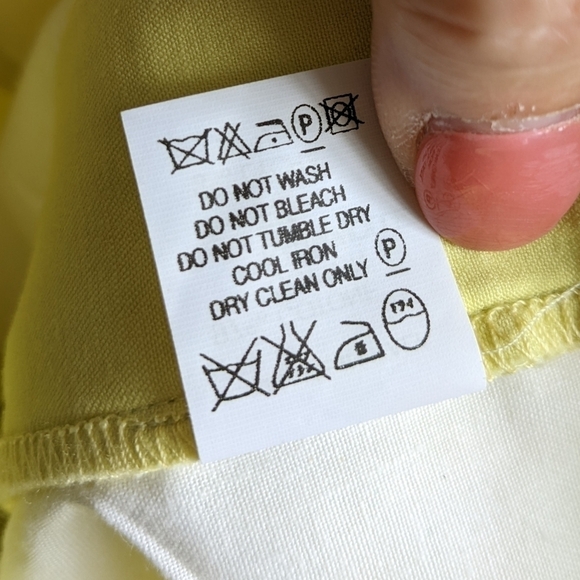 P
DO NOT WASH
DO NOT BLEACH
DO NOT TUMBLE DRY
COOL IRON
DRY CLEAN ONLY P